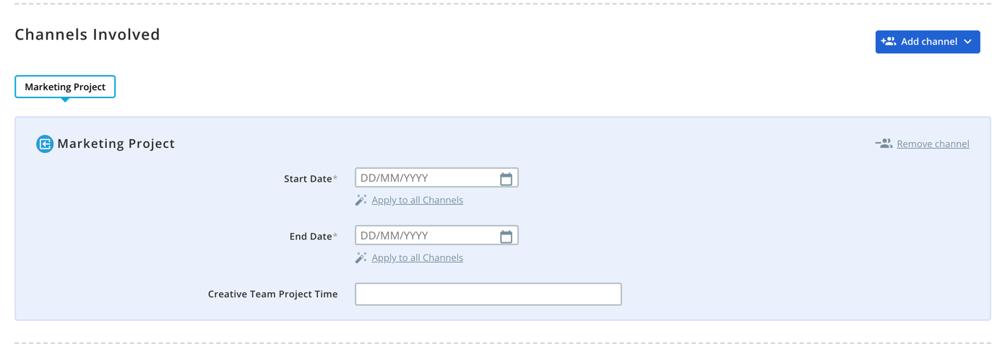 Channels Involved
Add channel
Marketing Project
Marketing Project
Remove channel
Start Date*
DD/MM/YYYY
Apply to all Channels
End Date*
DD/MM/YYYY
Apply to all Channels
Creative Team Project Time